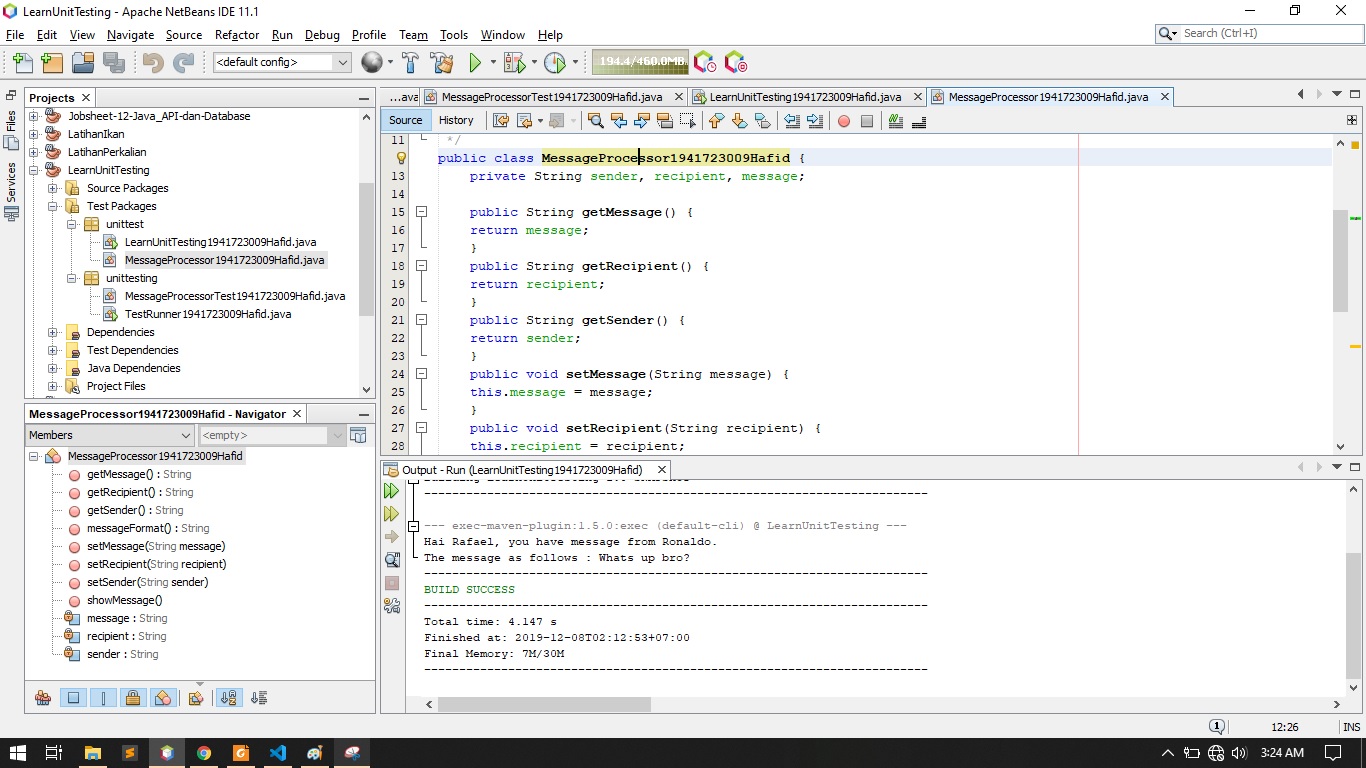 LearnUnitTesting - Apache NetBeans IDE 11.1
File Edit View Navigate Source Refactor Run Debug Profile Team Tools Window Help
Search (Ctrl+I)
<default config>
194.4/460.0MB
Projects
Files
Services
Jobsheet-12-Java_API-dan-Database
LatihanIkan
LatihanPerkalian
LearnUnitTesting
Source Packages
Test Packages
unittest
LearnUnitTesting1941723009Hafid.java
MessageProcessor1941723009Hafid.java
unittesting
MessageProcessorTest1941723009Hafid.java
TestRunner1941723009Hafid.java
Dependencies
Test Dependencies
Java Dependencies
Project Files
MessageProcessor1941723009Hafid - Navigator
Members
<empty>
MessageProcessor1941723009Hafid
getMessage() : String
getRecipient() : String
getSender() : String
messageFormat() : String
setMessage(String message)
setRecipient(String recipient)
setSender(String sender)
showMessage()
message : String
recipient : String
sender : String
...ava MessageProcessorTest1941723009Hafid.java LearnUnitTesting1941723009Hafid.java MessageProcessor1941723009Hafid.java
Source History
11 */
public class MessageProcessor1941723009Hafid {
13 private String sender, recipient, message;
14
15 public String getMessage() {
16 return message;
17 }
18 public String getRecipient() {
19 return recipient;
20 }
21 public String getSender() {
22 return sender;
23 }
24 public void setMessage(String message) {
25 this.message = message;
26 }
27 public void setRecipient(String recipient) {
28 this.recipient = recipient;
Output - Run (LearnUnitTesting1941723009Hafid)
------------------------------------------------------------------------
--- exec-maven-plugin:1.5.0:exec (default-cli) @ LearnUnitTesting ---
Hai Rafael, you have message from Ronaldo.
The message as follows : Whats up bro?
------------------------------------------------------------------------
BUILD SUCCESS
------------------------------------------------------------------------
Total time: 4.147 s
Finished at: 2019-12-08T02:12:53+07:00
Final Memory: 7M/30M
------------------------------------------------------------------------
1
12:26 INS
3:24 AM